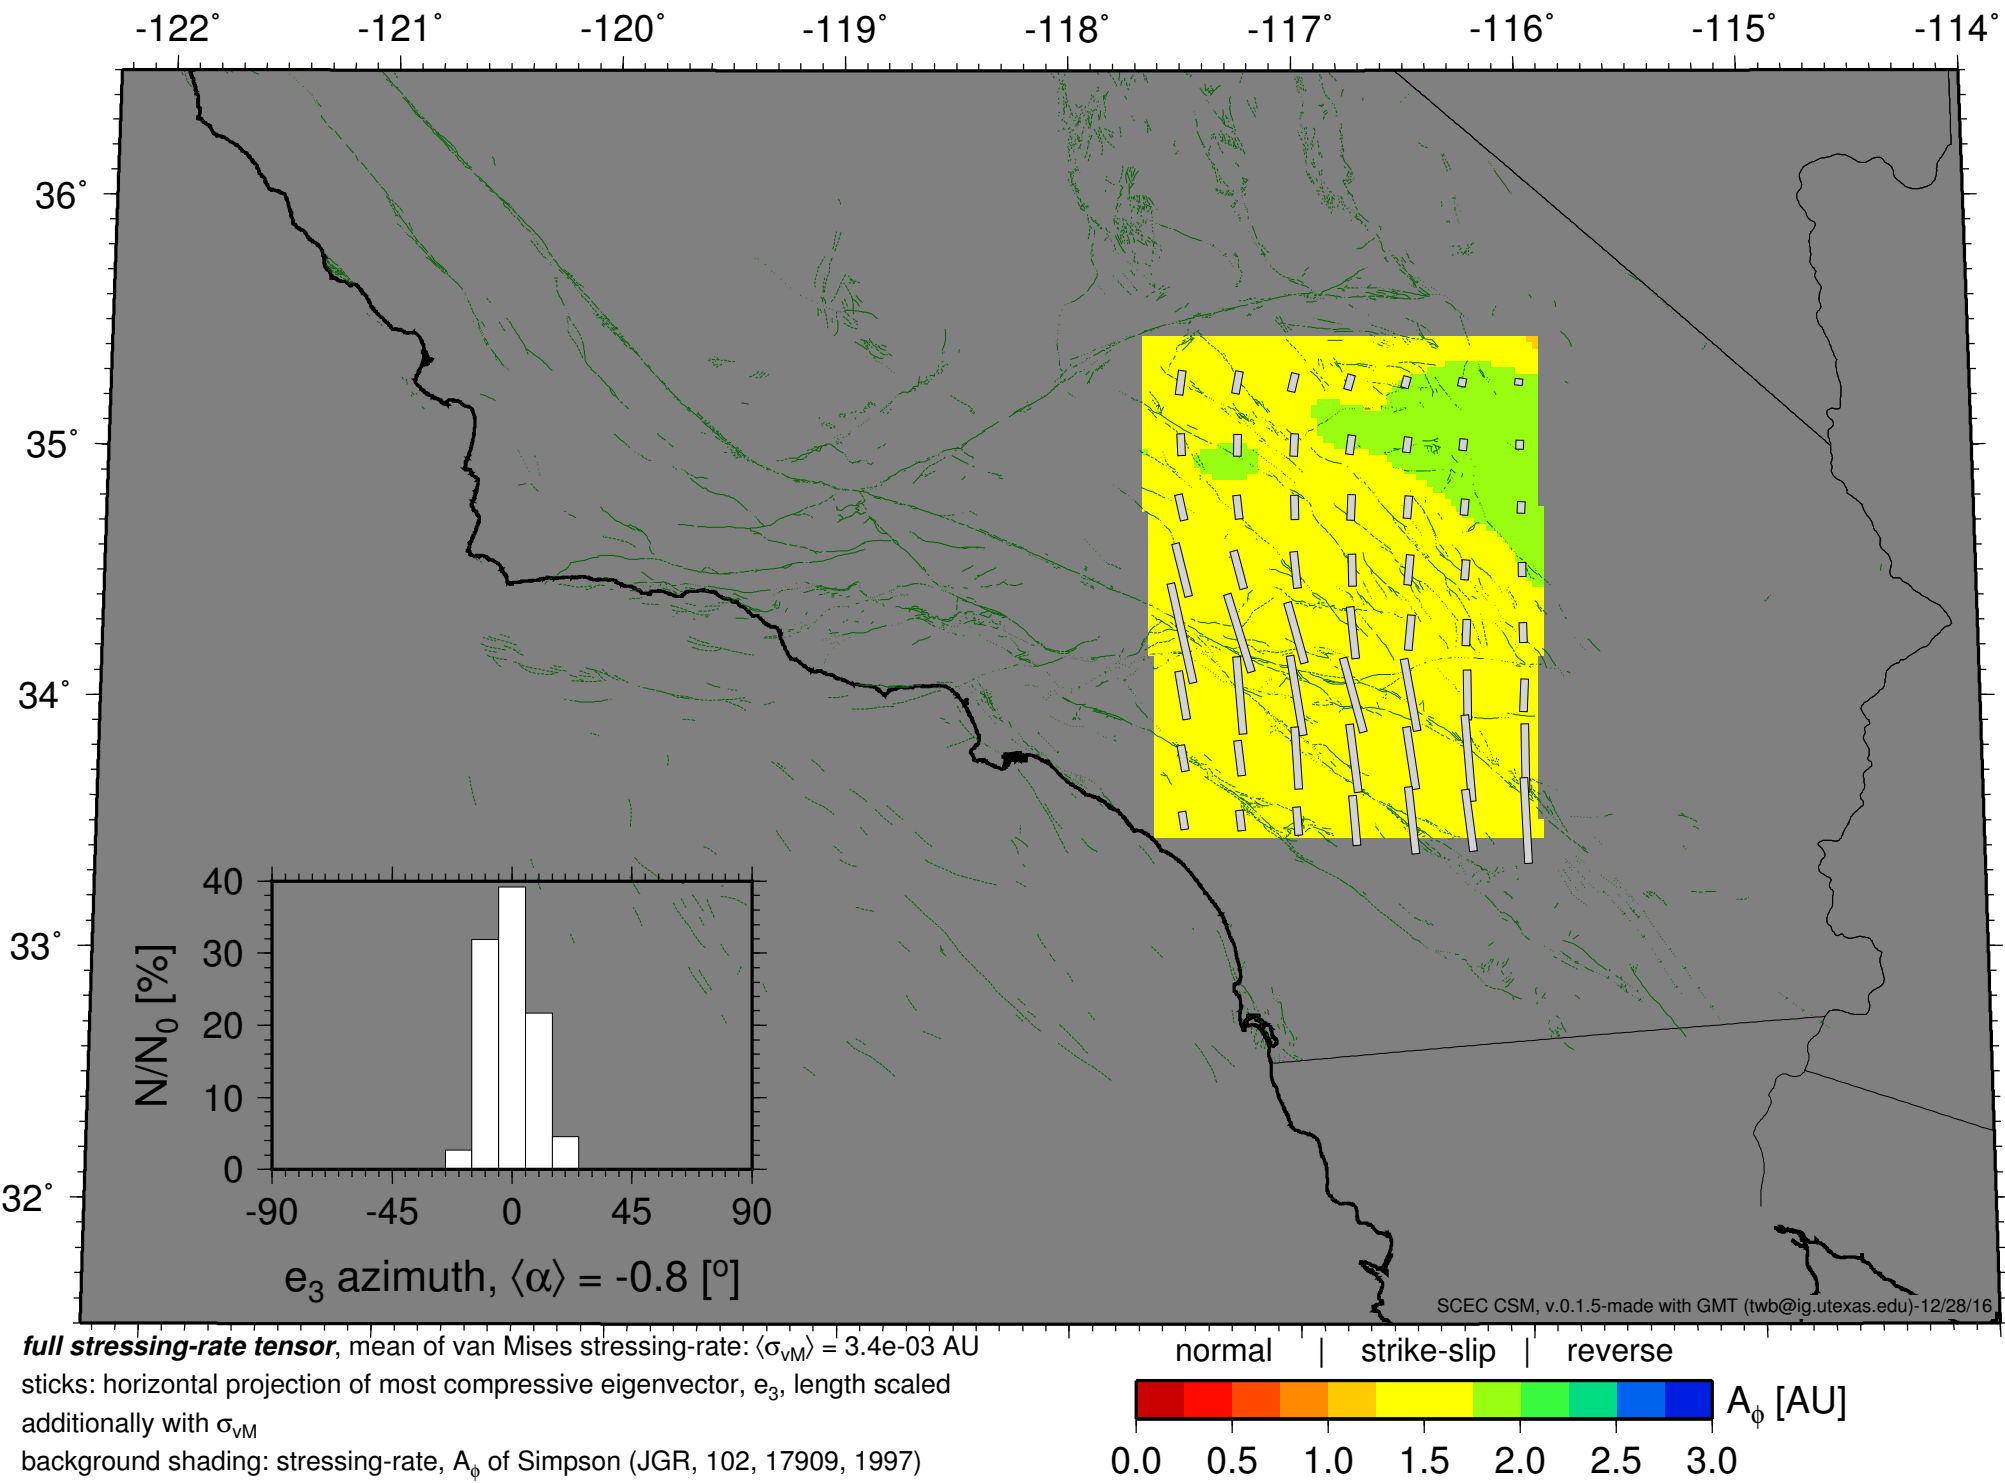 -122° -121° -120° -119° -118° -117° -116° -115° -114°
36°
35°
34°
33°
32°
40
30
20
10
0
N/N0 [%]
-90 -45 0 45 90
e3 azimuth, ⟨α⟩ = -0.8 [º]
SCEC CSM, v.0.1.5-made with GMT (twb@ig.utexas.edu)-12/28/16
full stressing-rate tensor, mean of van Mises stressing-rate: ⟨σvM⟩ = 3.4e-03 AU
sticks: horizontal projection of most compressive eigenvector, e3, length scaled
additionally with σvM
background shading: stressing-rate, Aϕ of Simpson (JGR, 102, 17909, 1997)
normal | strike-slip | reverse
Aϕ [AU]
0.0 0.5 1.0 1.5 2.0 2.5 3.0